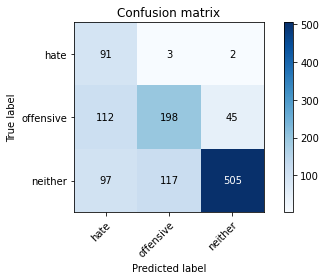 Confusion matrix
hate 91 3 2
offensive 112 198 45
neither 97 117 505
hate offensive neither
Predicted label
True label
500
400
300
200
100